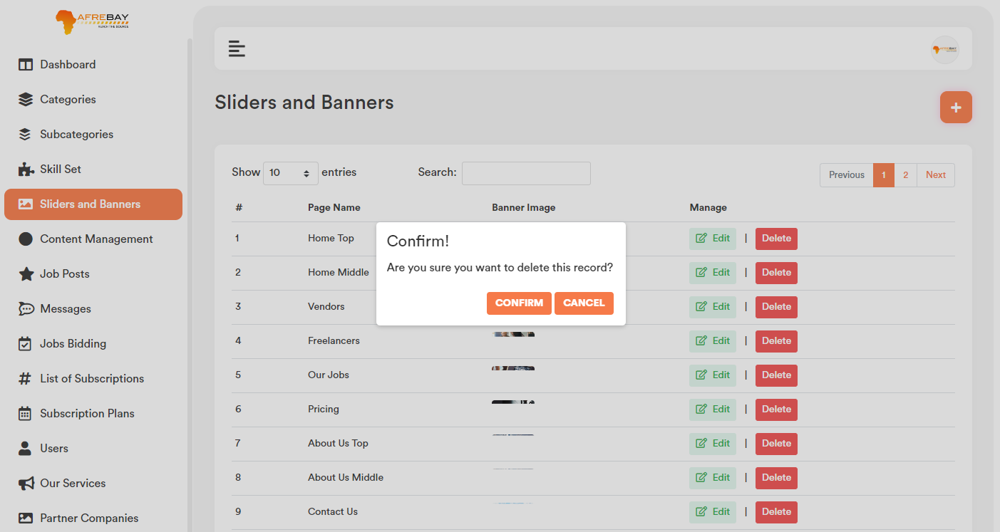 AFREBAY
REACH THE SOURCE
Dashboard
Categories
Subcategories
Skill Set
Sliders and Banners
Content Management
Job Posts
Messages
Jobs Bidding
List of Subscriptions
Subscription Plans
Users
Our Services
Partner Companies
Sliders and Banners
+
Show 10 entries Search: Previous 1 2 Next
# Page Name Banner Image Manage
1 Home Top Edit | Delete
2 Home Middle Edit | Delete
3 Vendors Edit | Delete
4 Freelancers Edit | Delete
5 Our Jobs Edit | Delete
6 Pricing Edit | Delete
7 About Us Top Edit | Delete
8 About Us Middle Edit | Delete
9 Contact Us Edit | Delete
Confirm!
Are you sure you want to delete this record?
CONFIRM CANCEL